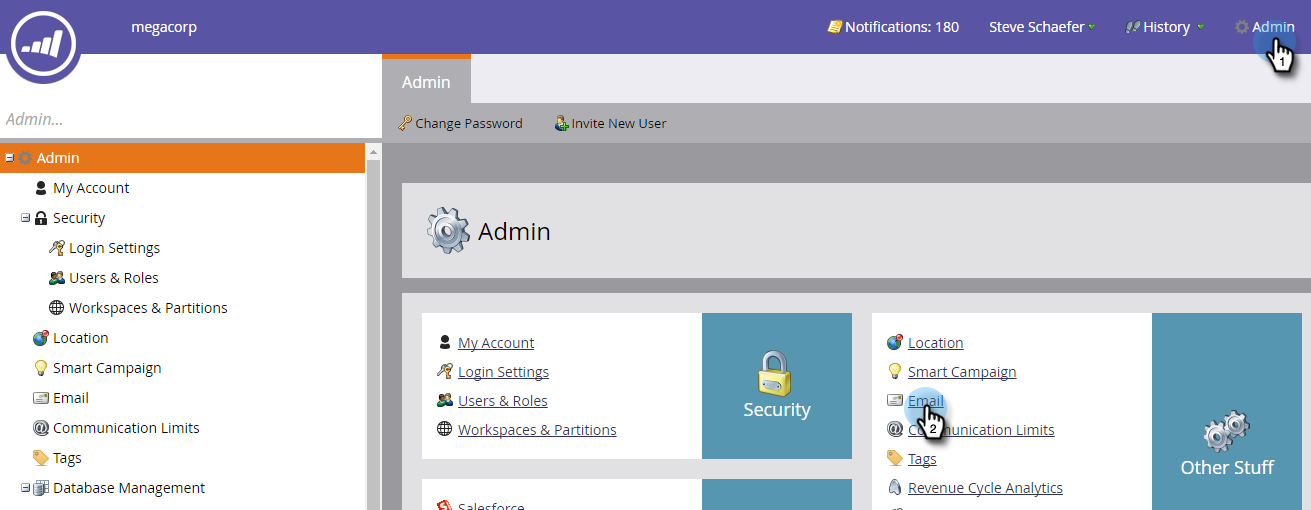 megacorp
Notifications: 180
Steve Schaefer
History
Admin
1
Admin
Admin...
Change Password
Invite New User
Admin
My Account
Security
Login Settings
Users & Roles
Workspaces & Partitions
Location
Smart Campaign
Email
Communication Limits
Tags
Database Management
Admin
My Account
Login Settings
Users & Roles
Workspaces & Partitions
Security
Salesforce
Location
Smart Campaign
Email
2
Communication Limits
Tags
Revenue Cycle Analytics
Other Stuff